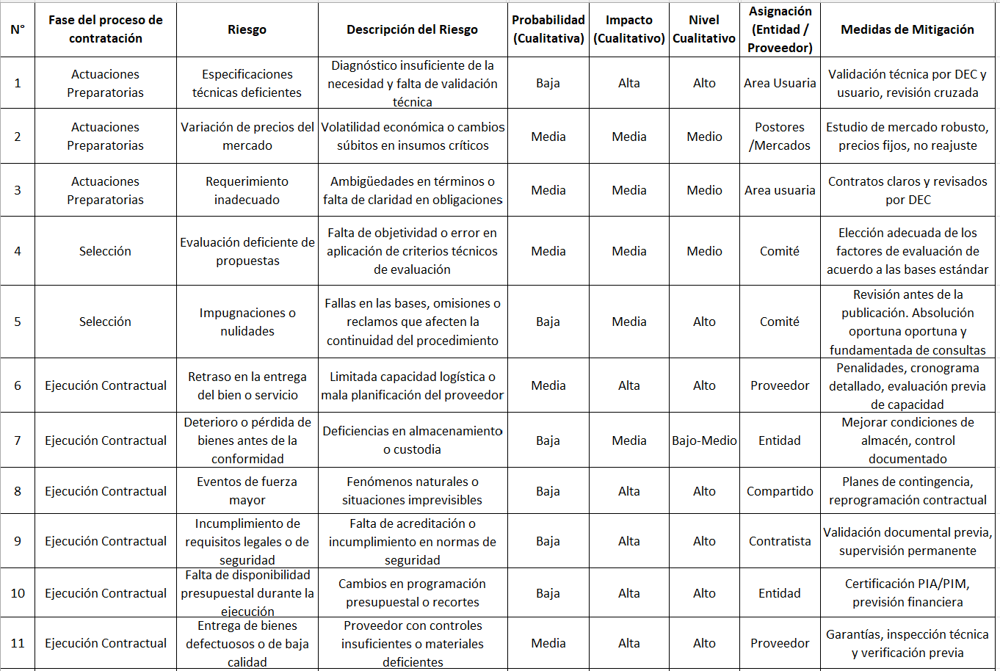 N°
Fase del proceso de
contratación
Riesgo
Descripción del Riesgo
Probabilidad
(Cualitativa)
Impacto
(Cualitativo)
Nivel
Cualitativo
Asignación
(Entidad /
Proveedor)
Medidas de Mitigación
1
Actuaciones
Preparatorias
Especificaciones
técnicas deficientes
Diagnóstico insuficiente de la
necesidad y falta de validación
técnica
Baja
Alta
Alto
Area Usuaria
Validación técnica por DEC y
usuario, revisión cruzada
2
Actuaciones
Preparatorias
Variación de precios del
mercado
Volatilidad económica o cambios
súbitos en insumos críticos
Media
Media
Medio
Postores
/Mercados
Estudio de mercado robusto,
precios fijos, no reajuste
3
Actuaciones
Preparatorias
Requerimiento
inadecuado
Ambigüedades en términos o
falta de claridad en obligaciones
Media
Media
Medio
Area usuaria
Contratos claros y revisados
por DEC
4
Selección
Evaluación deficiente de
propuestas
Falta de objetividad o error en
aplicación de criterios técnicos
de evaluación
Media
Media
Medio
Comité
Elección adecuada de los
factores de evaluación de
acuerdo a las bases estándar
5
Selección
Impugnaciones o
nulidades
Fallas en las bases, omisiones o
reclamos que afecten la
continuidad del procedimiento
Baja
Media
Alto
Comité
Revisión antes de la
publicación. Absolución
oportuna oportuna y
fundamentada de consultas
6
Ejecución Contractual
Retraso en la entrega
del bien o servicio
Limitada capacidad logística o
mala planificación del proveedor
Media
Alta
Alto
Proveedor
Penalidades, cronograma
detallado, evaluación previa
de capacidad
7
Ejecución Contractual
Deterioro o pérdida de
bienes antes de la
conformidad
Deficiencias en almacenamiento
o custodia
Baja
Media
Bajo-Medio
Entidad
Mejorar condiciones de
almacén, control
documentado
8
Ejecución Contractual
Eventos de fuerza
mayor
Fenómenos naturales o
situaciones imprevisibles
Baja
Alta
Alto
Compartido
Planes de contingencia,
reprogramación contractual
9
Ejecución Contractual
Incumplimiento de
requisitos legales o de
seguridad
Falta de acreditación o
incumplimiento en normas de
seguridad
Baja
Alta
Alto
Contratista
Validación documental previa,
supervisión permanente
10
Ejecución Contractual
Falta de disponibilidad
presupuestal durante la
ejecución
Cambios en programación
presupuestal o recortes
Baja
Alta
Alto
Entidad
Certificación PIA/PIM,
previsión financiera
11
Ejecución Contractual
Entrega de bienes
defectuosos o de baja
calidad
Proveedor con controles
insuficientes o materiales
deficientes
Media
Alta
Alto
Proveedor
Garantías, inspección técnica
y verificación previa